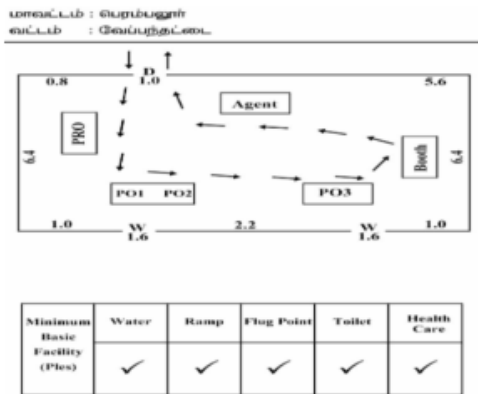 மாவட்டம் : பெரம்பலூர்
வட்டம் : வேப்பந்தட்டை
0.8 D 5.6
1.0
Agent
PRO
6.4
Booth
6.4
PO1 PO2 PO3
1.0 W 2.2 W 1.0
1.6 1.6
Minimum Basic Facility (Ples) Water Ramp Flug Point Toilet Health Care